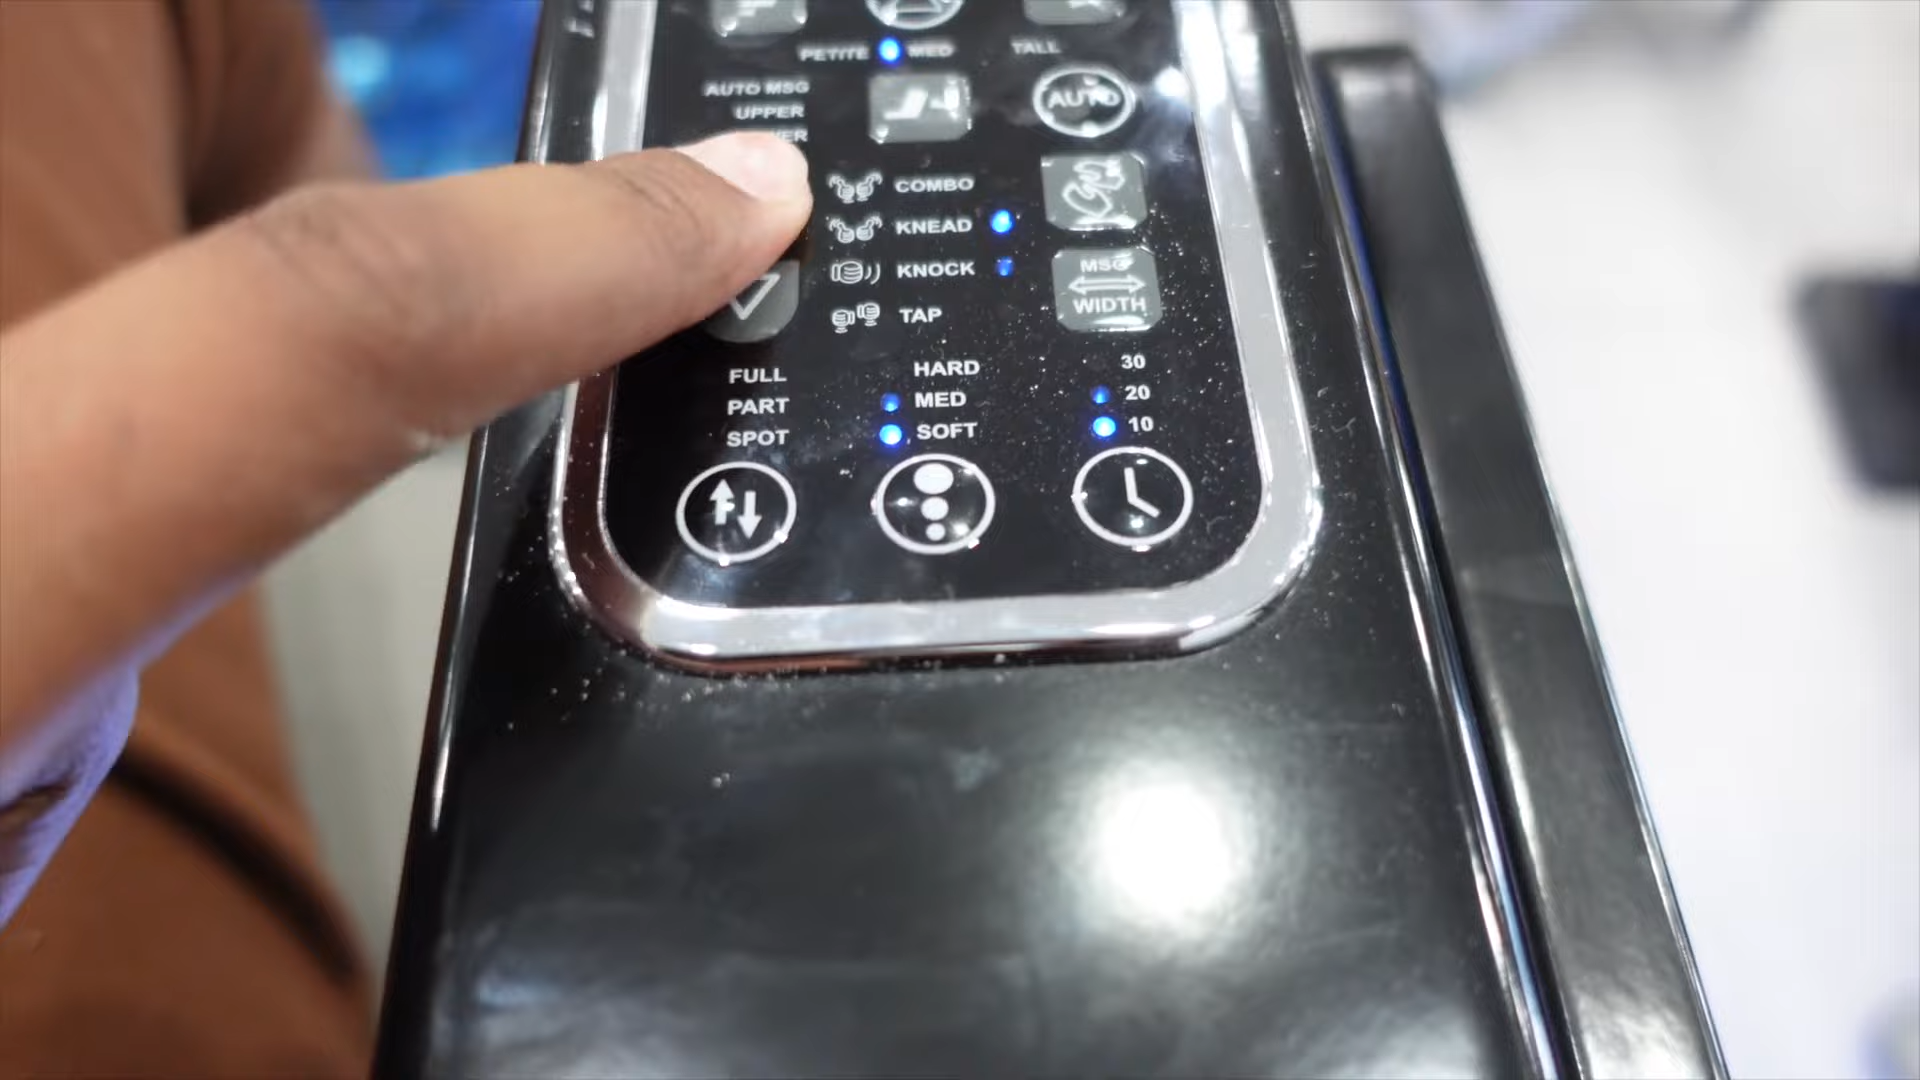 PETITE MED TALL
AUTO MSG
UPPER
AUTO
COMBO
KNEAD
KNOCK
TAP
MSG
WIDTH
FULL
PART
SPOT
HARD
MED
SOFT
30
20
10